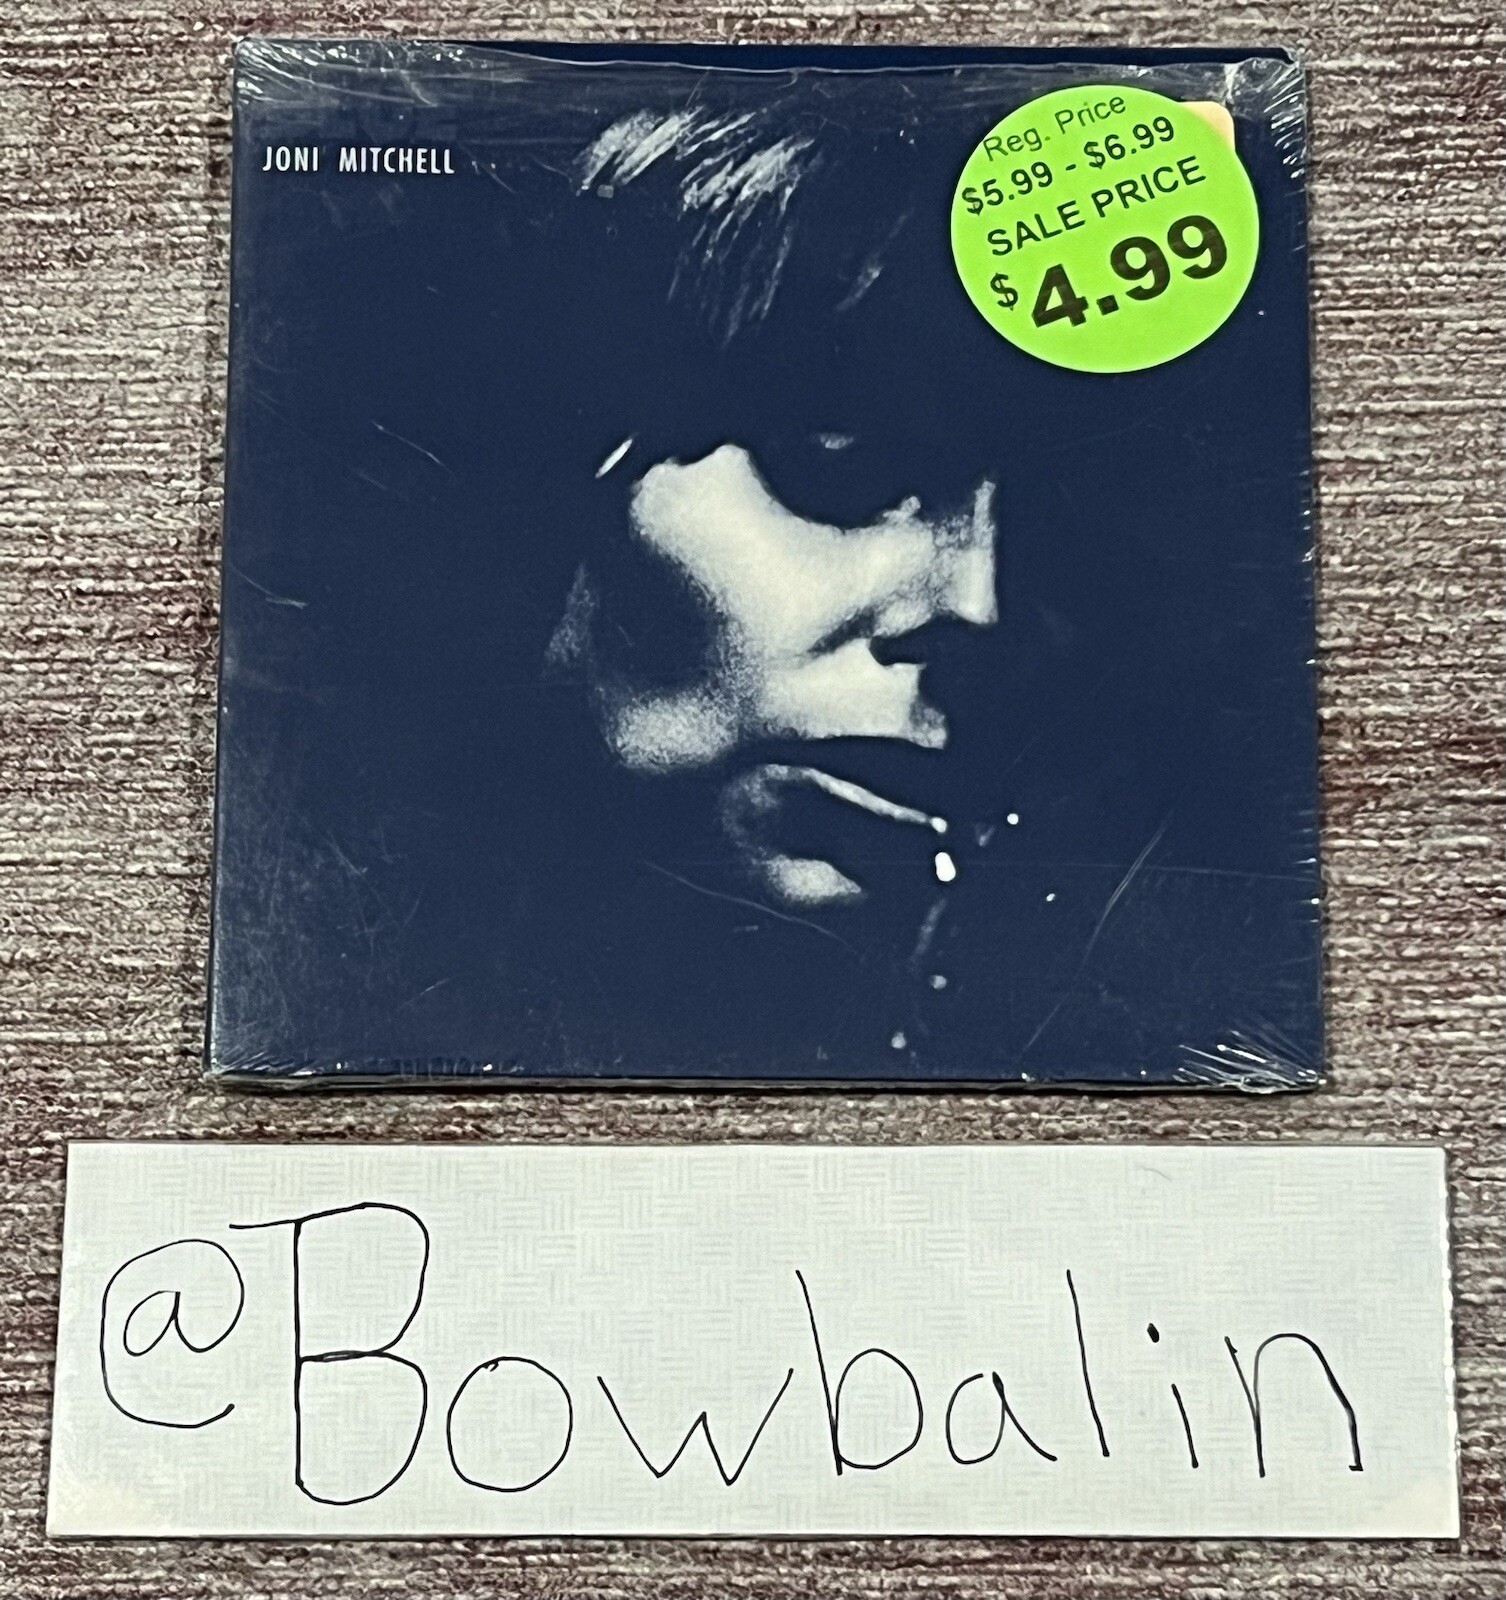 JONI MITCHELL
Reg. Price
$5.99 - $6.99
SALE PRICE
$4.99
@Bowbalin